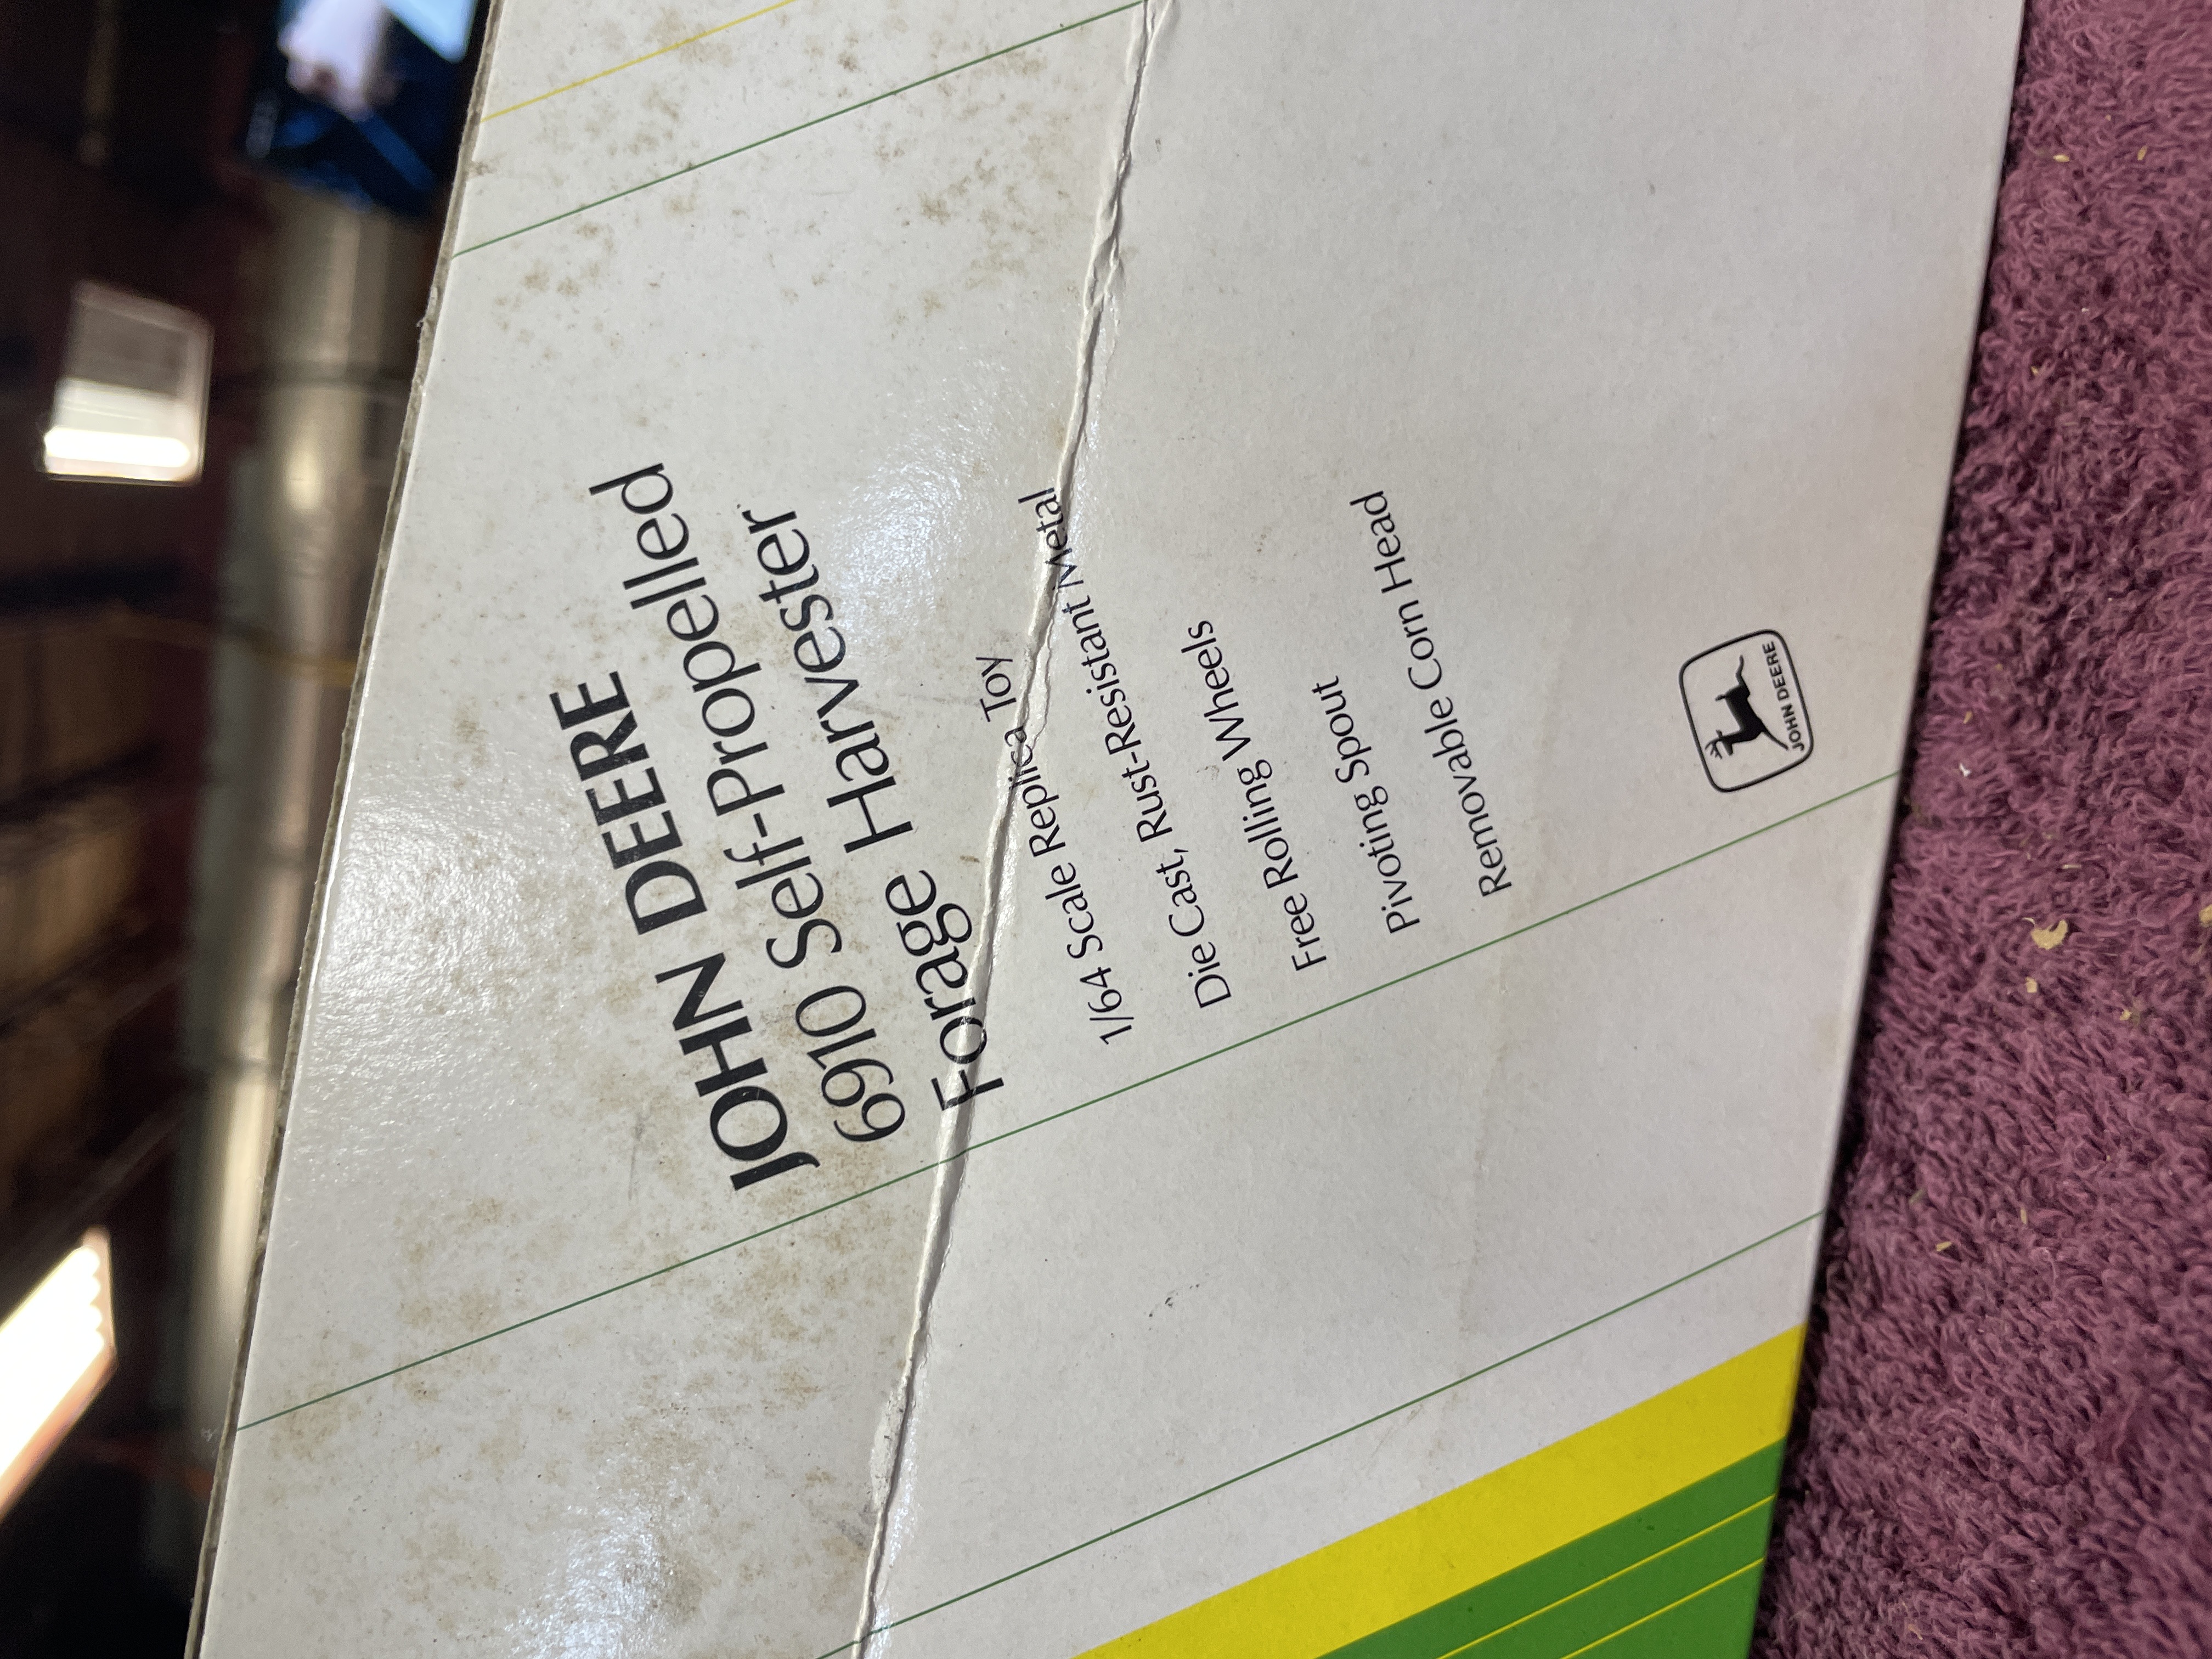 JOHN DEERE
6910 Self-Propelled
Forage Harvester
1/64 Scale Replica Toy
Die Cast, Rust-Resistant Metal
Free Rolling Wheels
Pivoting Spout
Removable Corn Head
JOHN DEERE